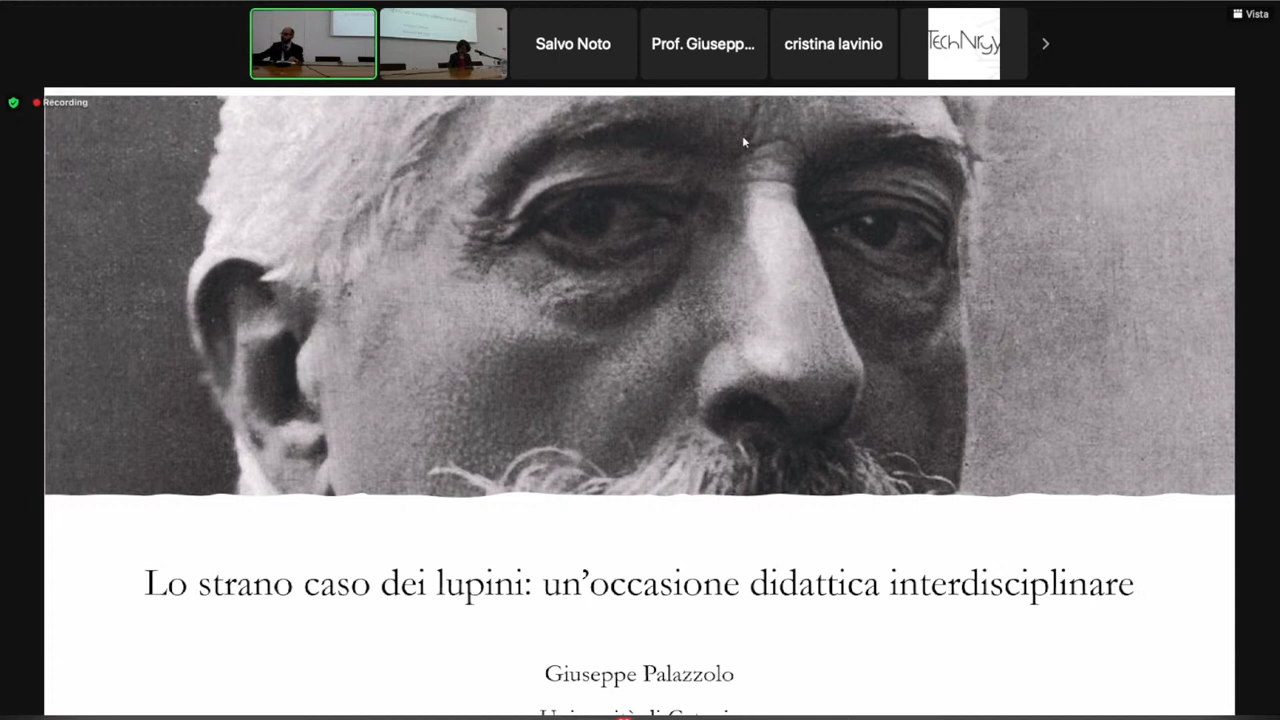 Salvo Noto
Prof. Giusepp...
cristina lavinio
TechNrgy
Vista
Recording
Lo strano caso dei lupini: un'occasione didattica interdisciplinare
Giuseppe Palazzolo